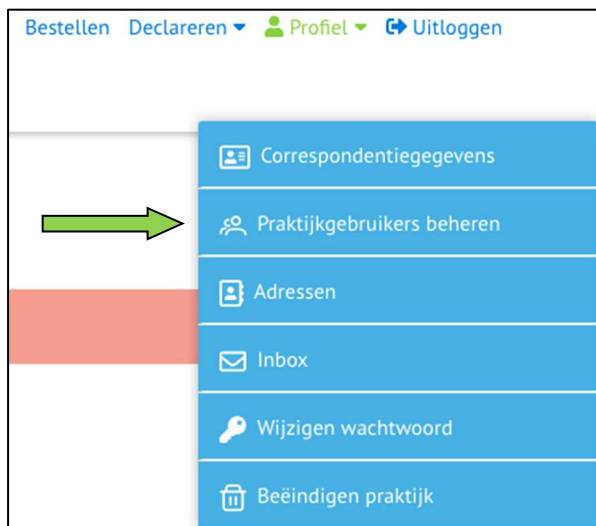 Bestellen Declareren Profiel Uitloggen
Correspondentiegegevens
Praktijkgebruikers beheren
Adressen
Inbox
Wijzigen wachtwoord
Beëindigen praktijk